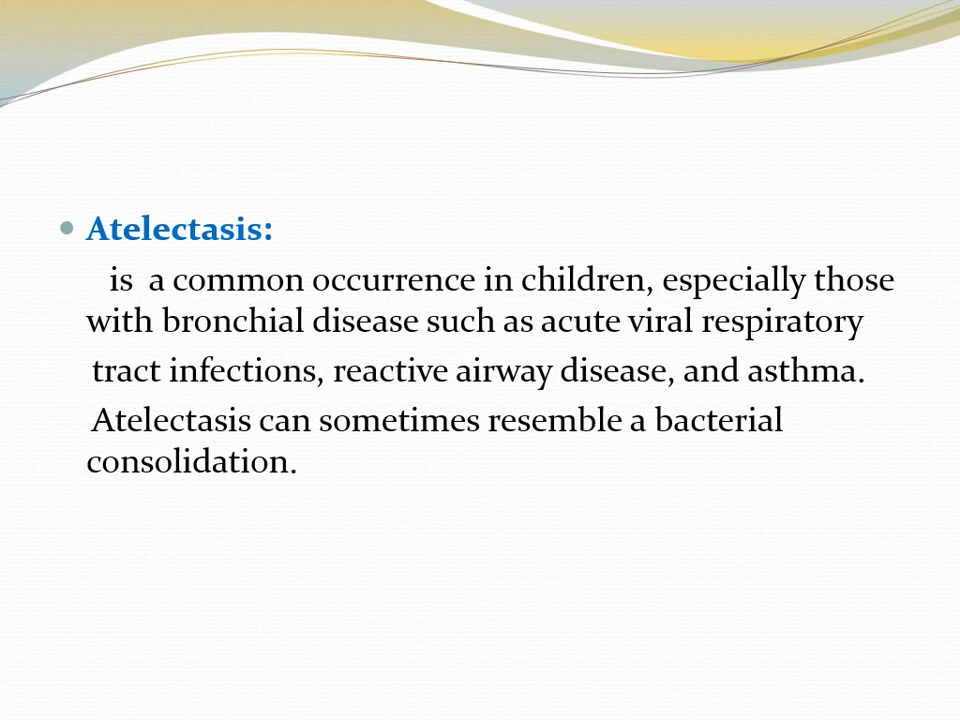 Atelectasis:
is a common occurrence in children, especially those
with bronchial disease such as acute viral respiratory
tract infections, reactive airway disease, and asthma.
Atelectasis can sometimes resemble a bacterial
consolidation.